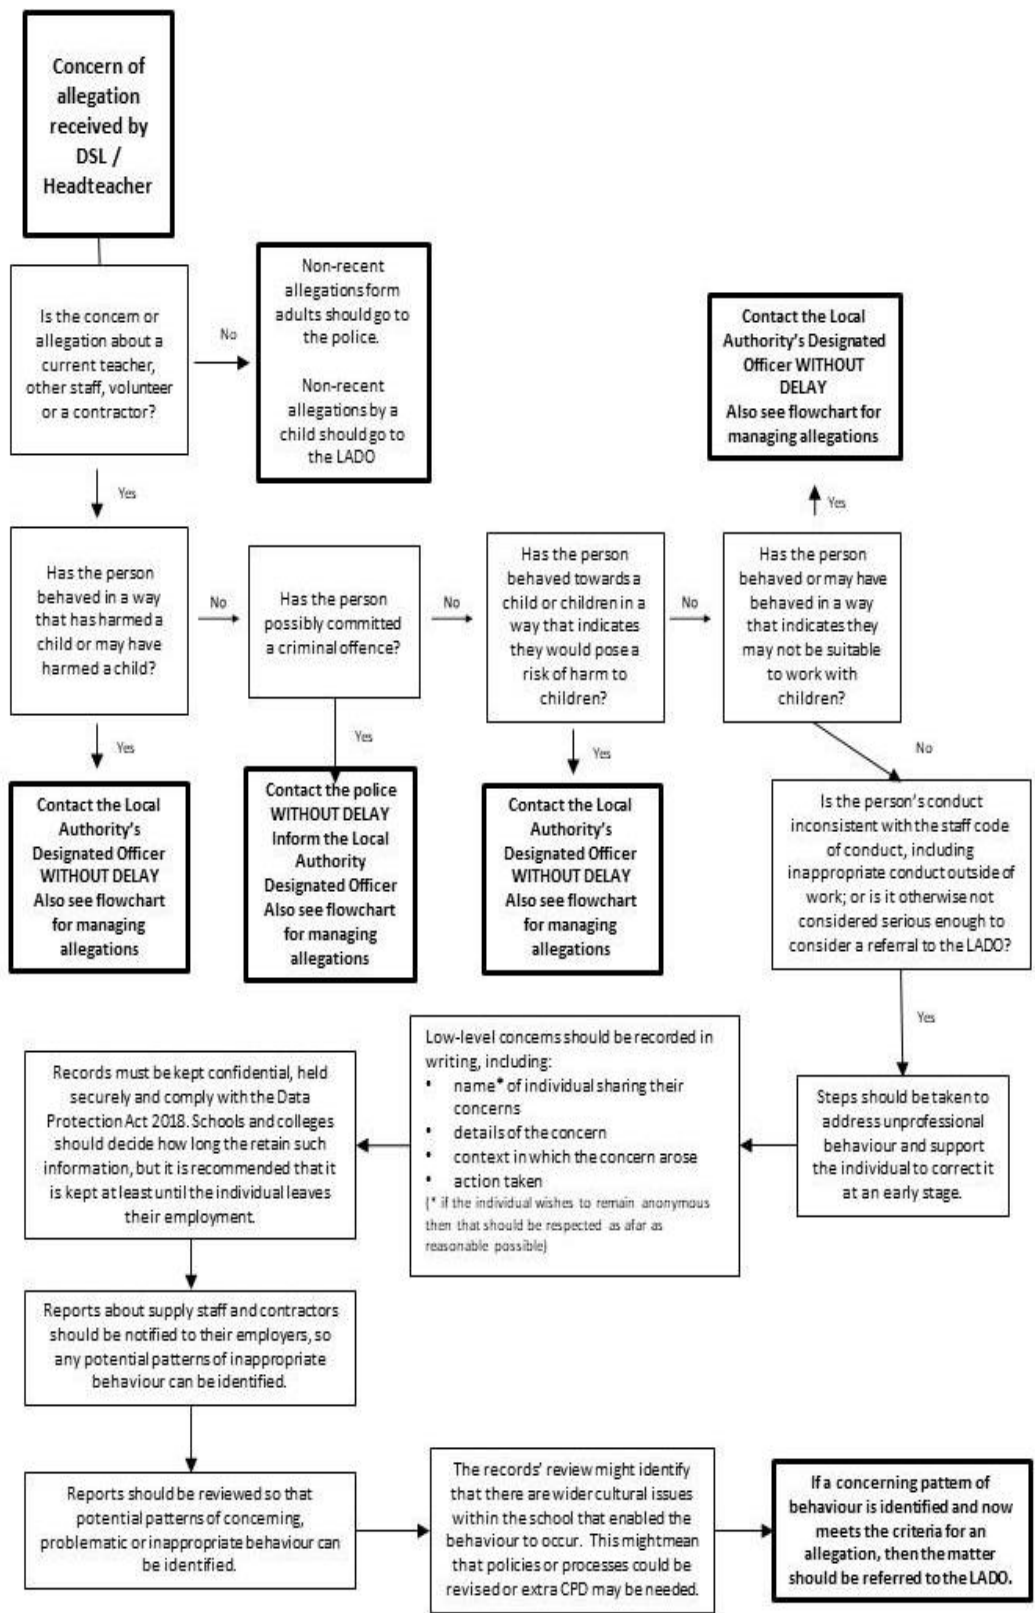 Concern of
allegation
received by
DSL /
Headteacher
Is the concern or
allegation about a
current teacher,
other staff, volunteer
or a contractor?
No
Non-recent
allegations form
adults should go to
the police.
Non-recent
allegations by a
child should go to
the LADO
Contact the Local
Authority's Designated
Officer WITHOUT
DELAY
Also see flowchart for
managing allegations
Yes
Yes
Has the person
behaved in a way
that has harmed a
child or may have
harmed a child?
No
Has the person
possibly committed
a criminal offence?
No
Has the person
behaved towards a
child or children in a
way that indicates
they would pose a
risk of harm to
children?
No
Has the person
behaved or may have
behaved in a way
that indicates they
may not be suitable
to work with
children?
Yes
Yes
Yes
No
Contact the Local
Authority's
Designated Officer
WITHOUT DELAY
Also see flowchart
for managing
allegations
Contact the police
WITHOUT DELAY
Inform the Local
Authority
Designated Officer
Also see flowchart
for managing
allegations
Contact the Local
Authority's
Designated Officer
WITHOUT DELAY
Also see flowchart
for managing
allegations
Is the person's conduct
inconsistent with the staff code
of conduct, including
inappropriate conduct outside of
work; or is it otherwise not
considered serious enough to
consider a referral to the LADO?
Yes
Steps should be taken to
address unprofessional
behaviour and support
the individual to correct it
at an early stage.
Low-level concerns should be recorded in
writing, including:
• name* of individual sharing their
concerns
• details of the concern
• context in which the concern arose
• action taken
(* if the individual wishes to remain anonymous
then that should be respected as afar as
reasonable possible)
Records must be kept confidential, held
securely and comply with the Data
Protection Act 2018. Schools and colleges
should decide how long the retain such
information, but it is recommended that it
is kept at least until the individual leaves
their employment.
Reports about supply staff and contractors
should be notified to their employers, so
any potential patterns of inappropriate
behaviour can be identified.
Reports should be reviewed so that
potential patterns of concerning,
problematic or inappropriate behaviour can
be identified.
The records' review might identify
that there are wider cultural issues
within the school that enabled the
behaviour to occur. This mightmean
that policies or processes could be
revised or extra CPD may be needed.
If a concerning pattern of
behaviour is identified and now
meets the criteria for an
allegation, then the matter
should be referred to the LADO.